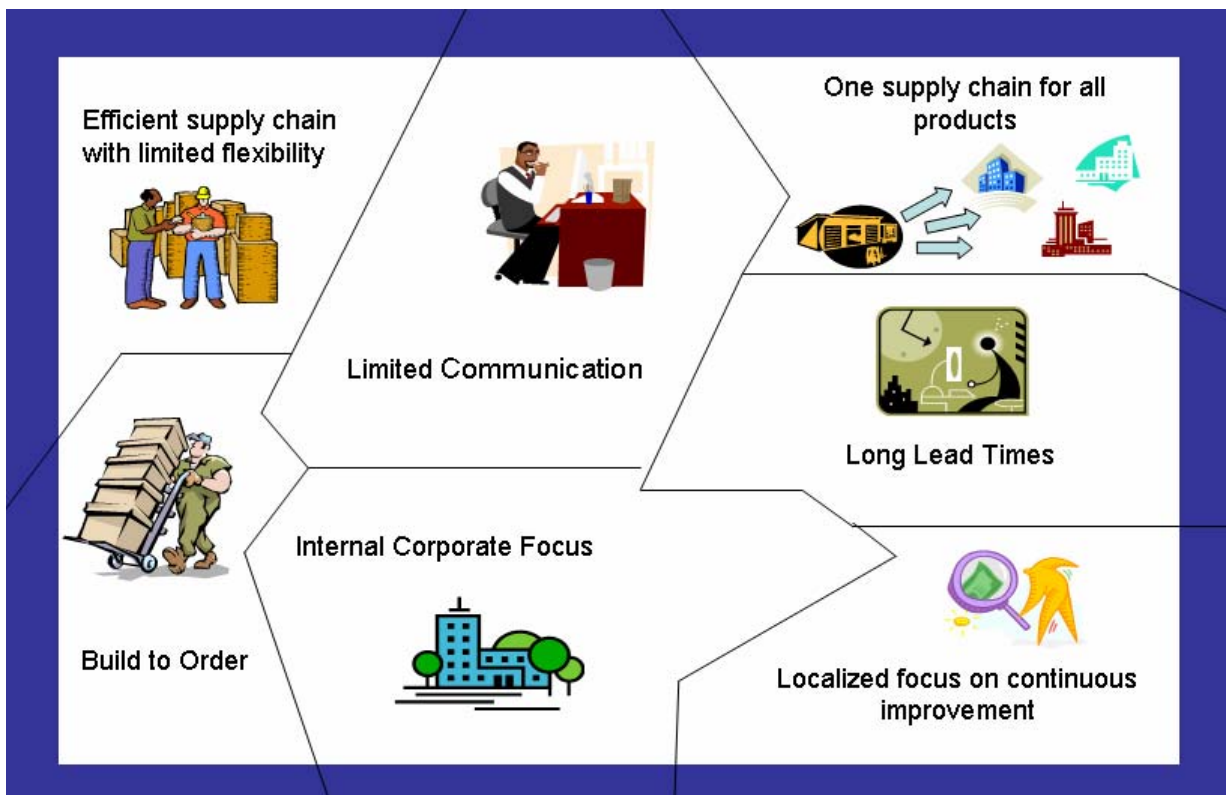 Efficient supply chain
with limited flexibility
Limited Communication
One supply chain for all
products
Long Lead Times
Internal Corporate Focus
Build to Order
Localized focus on continuous
improvement